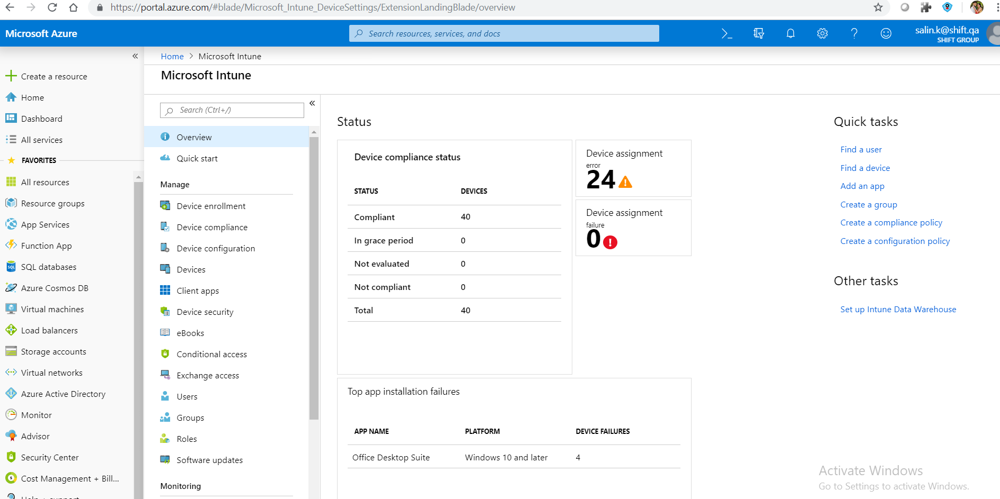 https://portal.azure.com/#blade/Microsoft_Intune_DeviceSettings/ExtensionLandingBlade/overview
Microsoft Azure
Search resources, services, and docs
salin.k@shift.qa
SHIFT GROUP
Create a resource
Home
Dashboard
All services
FAVORITES
All resources
Resource groups
App Services
Function App
SQL databases
Azure Cosmos DB
Virtual machines
Load balancers
Storage accounts
Virtual networks
Azure Active Directory
Monitor
Advisor
Security Center
Cost Management + Bill...
Help + support
Home > Microsoft Intune
Microsoft Intune
Search (Ctrl+/)
Overview
Quick start
Manage
Device enrollment
Device compliance
Device configuration
Devices
Client apps
Device security
eBooks
Conditional access
Exchange access
Users
Groups
Roles
Software updates
Monitoring
Status
Device compliance status
STATUS DEVICES
Compliant 40
In grace period 0
Not evaluated 0
Not compliant 0
Total 40
Device assignment
error
24
Device assignment
failure
0
Top app installation failures
APP NAME PLATFORM DEVICE FAILURES
Office Desktop Suite Windows 10 and later 4
Quick tasks
Find a user
Find a device
Add an app
Create a group
Create a compliance policy
Create a configuration policy
Other tasks
Set up Intune Data Warehouse
Activate Windows
Go to Settings to activate Windows.